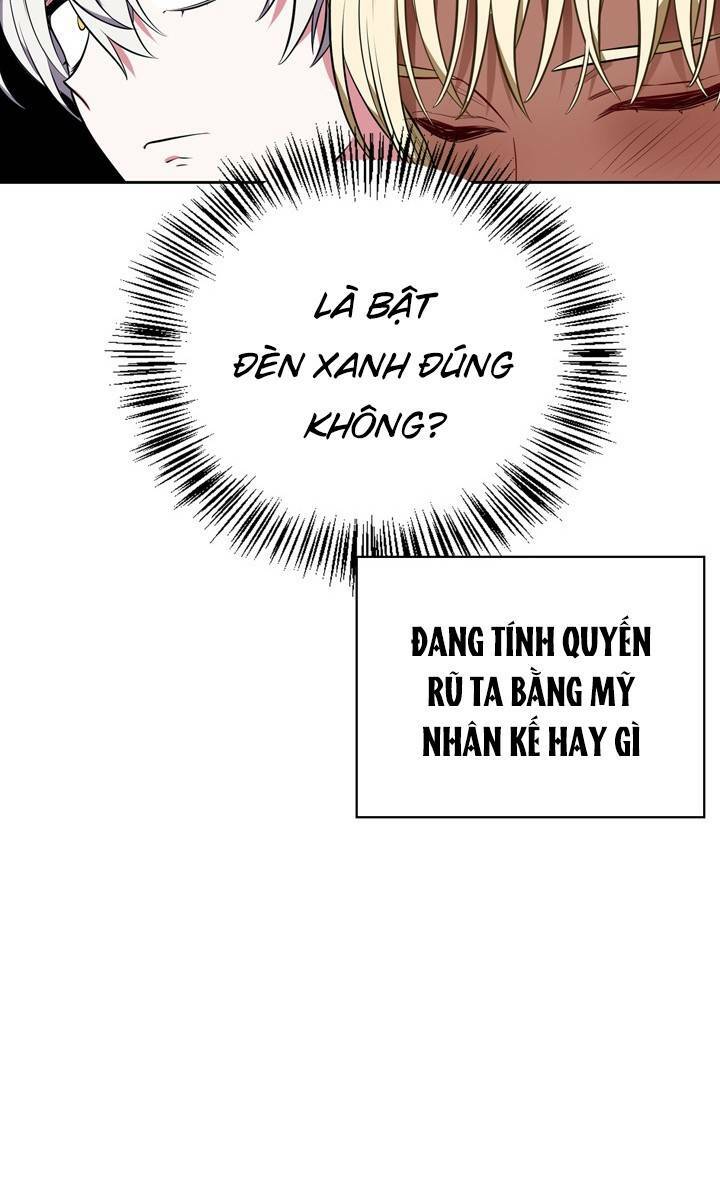 LÀ BẬT
ĐÈN XANH ĐÚNG
KHÔNG?
ĐANG TÍNH QUYẾN
RŨ TA BẰNG MỸ
NHÂN KẾ HAY GÌ